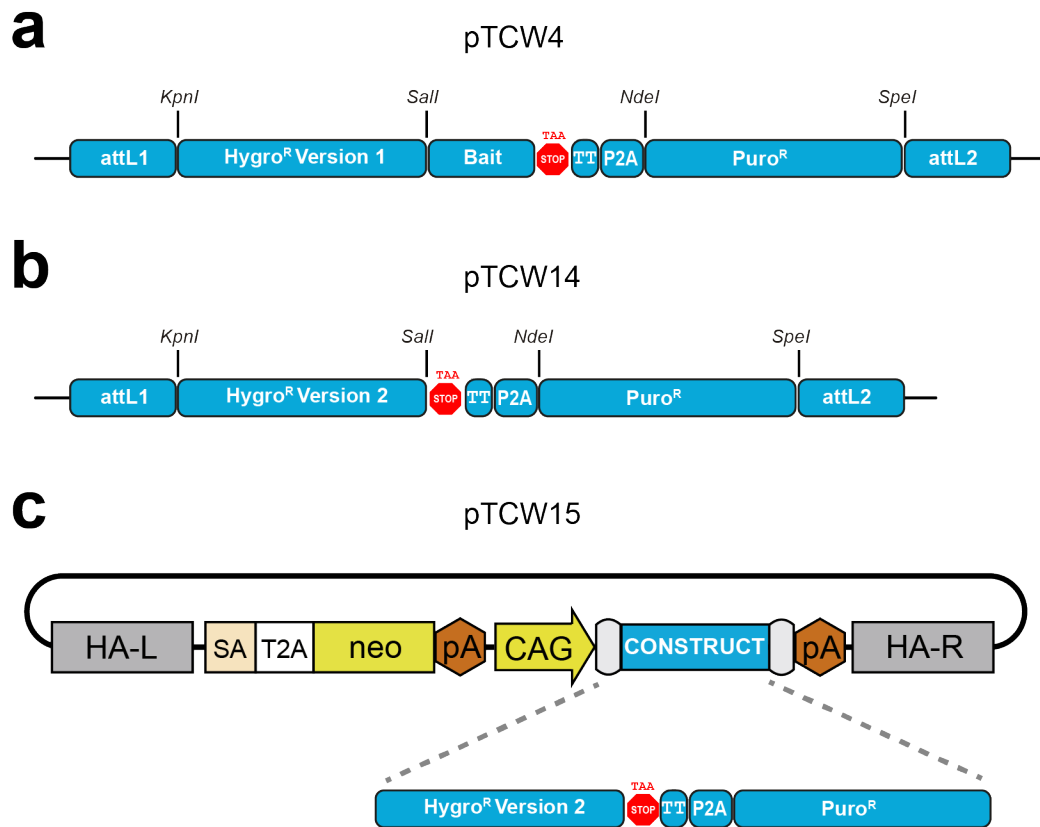 a
pTCW4
KpnI SalI NdeI SpeI
TAA
attL1 Hygroᴿ Version 1 Bait STOP TT P2A Puroᴿ attL2
b
pTCW14
KpnI SalI NdeI SpeI
TAA
attL1 Hygroᴿ Version 2 STOP TT P2A Puroᴿ attL2
c
pTCW15
HA-L SA T2A neo pA CAG CONSTRUCT pA HA-R
TAA
Hygroᴿ Version 2 STOP TT P2A Puroᴿ